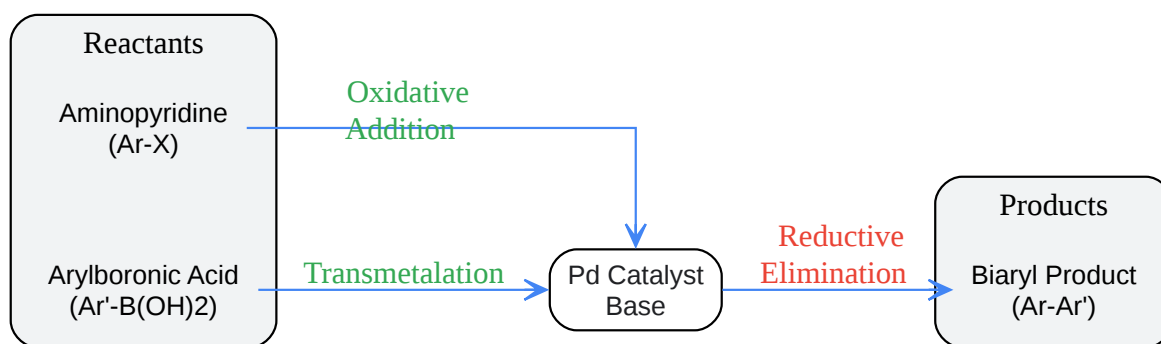 Reactants
Aminopyridine
(Ar-X)
Oxidative
Addition
Arylboronic Acid
(Ar'-B(OH)2)
Transmetalation
Pd Catalyst
Base
Reductive
Elimination
Products
Biaryl Product
(Ar-Ar')